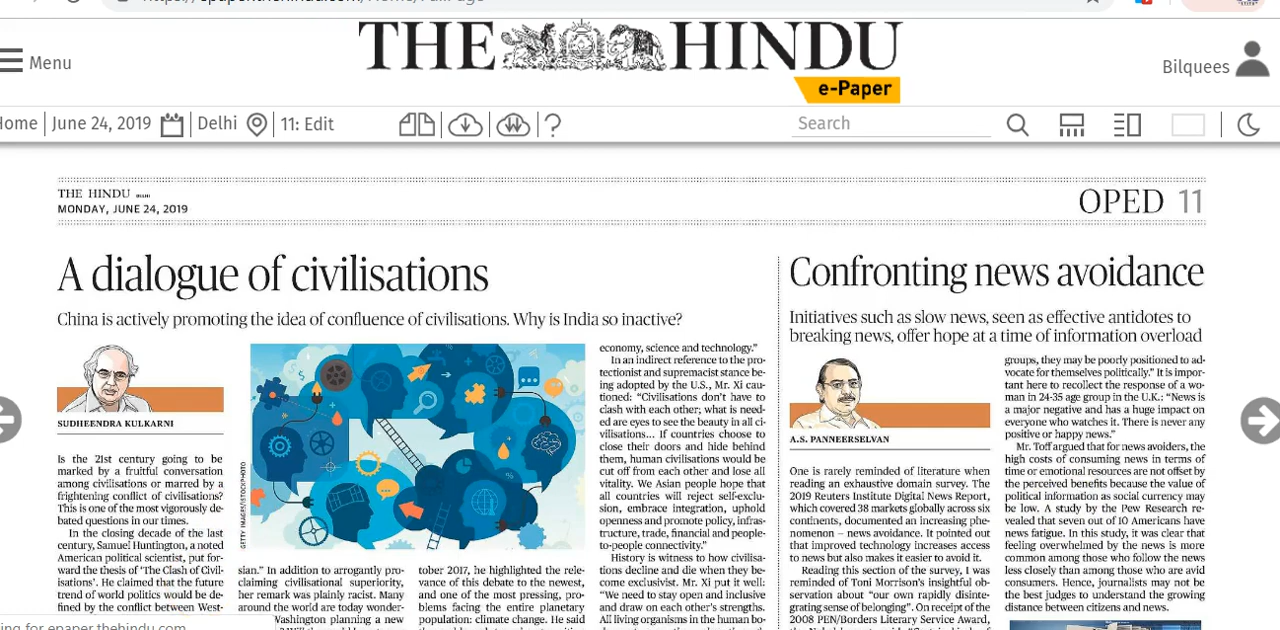 THE HINDU
e-Paper
Menu
Bilquees
Home
June 24, 2019
Delhi
11: Edit
?
Search
THE HINDU
MONDAY, JUNE 24, 2019
OPED 11
A dialogue of civilisations
China is actively promoting the idea of confluence of civilisations. Why is India so inactive?
SUDHEENDRA KULKARNI
Is the 21st century going to be
marked by a fruitful conversation
among civilisations or marred by a
frightening conflict of civilisations?
This is one of the most vigorously de-
bated questions in our times.
In the closing decade of the last
century, Samuel Huntington, a noted
American political scientist, put for-
ward the thesis of 'The Clash of Civil-
isations'. He claimed that the future
trend of world politics would be de-
fined by the conflict between West-
GETTY IMAGES/ISTOCKPHOTO
sian." In addition to arrogantly pro-
claiming civilisational superiority,
her remark was plainly racist. Many
around the world are today wonder-
Washington planning a new
tober 2017, he highlighted the rele-
vance of this debate to the newest,
and one of the most pressing, pro-
blems facing the entire planetary
population: climate change. He said
economy, science and technology."
In an indirect reference to the pro-
tectionist and supremacist stance be-
ing adopted by the U.S., Mr. Xi cau-
tioned: "Civilisations don't have to
clash with each other; what is need-
ed are eyes to see the beauty in all ci-
vilisations... If countries choose to
close their doors and hide behind
them, human civilisations would be
cut off from each other and lose all
vitality. We Asian people hope that
all countries will reject self-exclu-
sion, embrace integration, uphold
openness and promote policy, infras-
tructure, trade, financial and people-
to-people connectivity."
History is witness to how civilisa-
tions decline and die when they be-
come exclusivist. Mr. Xi put it well:
"We need to stay open and inclusive
and draw on each other's strengths.
All living organisms in the human bo-
Confronting news avoidance
Initiatives such as slow news, seen as effective antidotes to
breaking news, offer hope at a time of information overload
A.S. PANNEERSELVAN
One is rarely reminded of literature when
reading an exhaustive domain survey. The
2019 Reuters Institute Digital News Report,
which covered 38 markets globally across six
continents, documented an increasing phe-
nomenon – news avoidance. It pointed out
that improved technology increases access
to news but also makes it easier to avoid it.
Reading this section of the survey, I was
reminded of Toni Morrison's insightful ob-
servation about "our own rapidly disinte-
grating sense of belonging". On receipt of the
2008 PEN/Borders Literary Service Award,
groups, they may be poorly positioned to ad-
vocate for themselves politically." It is impor-
tant here to recollect the response of a wo-
man in 24-35 age group in the U.K.: "News is
a major negative and has a huge impact on
everyone who watches it. There is never any
positive or happy news."
Mr. Toff argued that for news avoiders, the
high costs of consuming news in terms of
time or emotional resources are not offset by
the perceived benefits because the value of
political information as social currency may
be low. A study by the Pew Research re-
vealed that seven out of 10 Americans have
news fatigue. In this study, it was clear that
feeling overwhelmed by the news is more
common among those who follow the news
less closely than among those who are avid
consumers. Hence, journalists may not be
the best judges to understand the growing
distance between citizens and news.